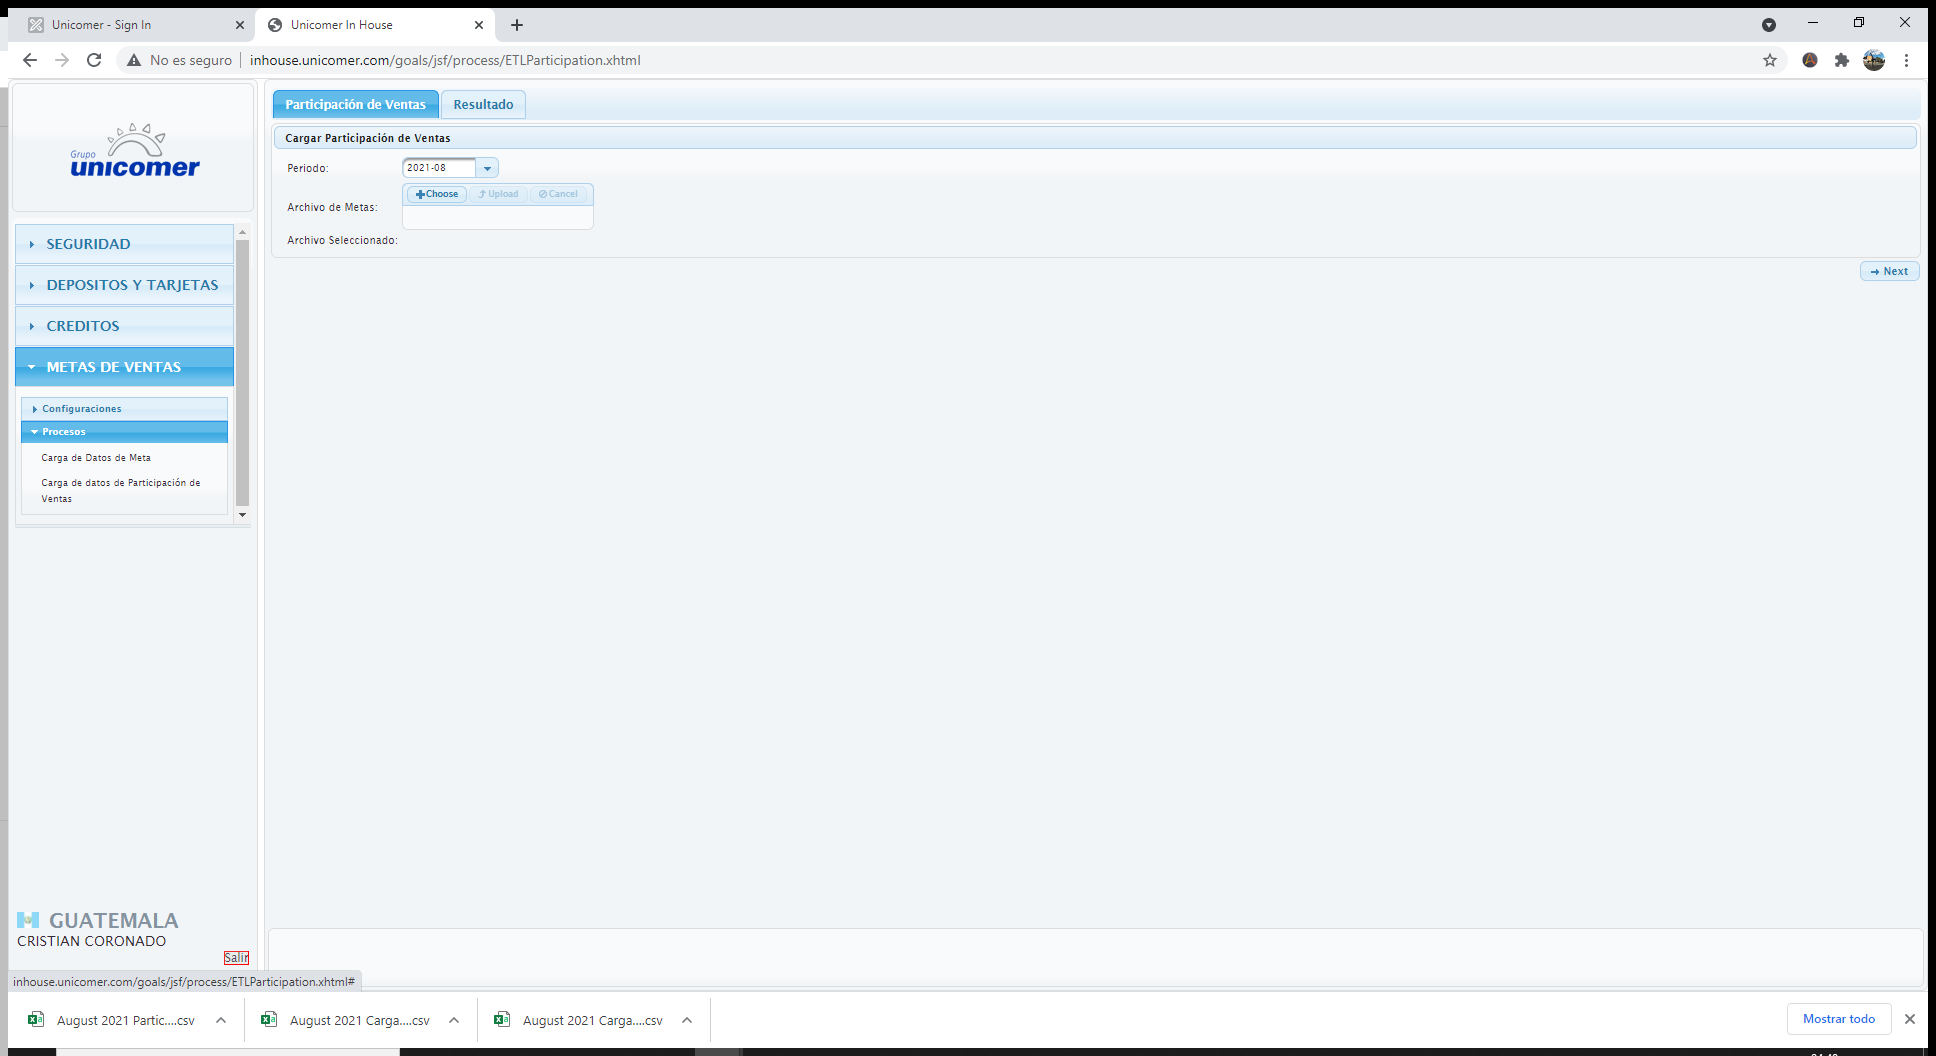 Unicomer - Sign In
Unicomer In House
No es seguro
inhouse.unicomer.com/goals/jsf/process/ETLParticipation.xhtml
Grupo
unicomer
SEGURIDAD
DEPOSITOS Y TARJETAS
CREDITOS
METAS DE VENTAS
Configuraciones
Procesos
Carga de Datos de Meta
Carga de datos de Participación de
Ventas
Participación de Ventas
Resultado
Cargar Participación de Ventas
Periodo:
2021-08
Archivo de Metas:
Choose
Upload
Cancel
Archivo Seleccionado:
Next
GUATEMALA
CRISTIAN CORONADO
Salir
inhouse.unicomer.com/goals/jsf/process/ETLParticipation.xhtml#
August 2021 Partic....csv
August 2021 Carga....csv
August 2021 Carga....csv
Mostrar todo